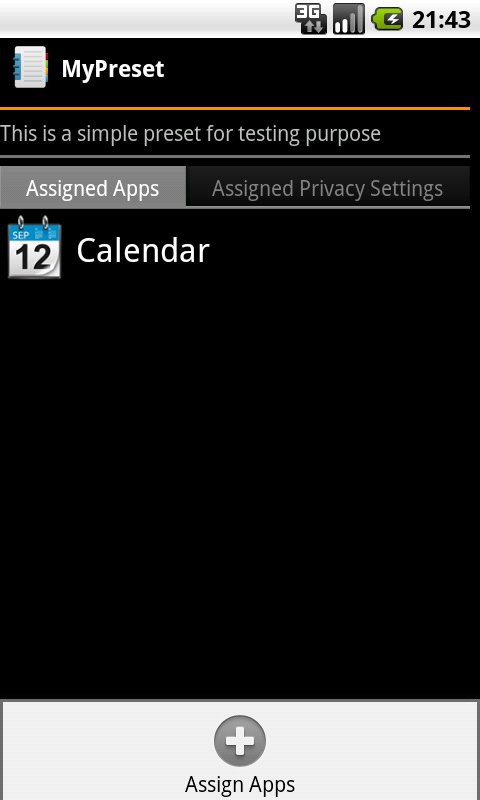 3G 21:43
MyPreset
This is a simple preset for testing purpose
Assigned Apps Assigned Privacy Settings
SEP
12 Calendar
Assign Apps